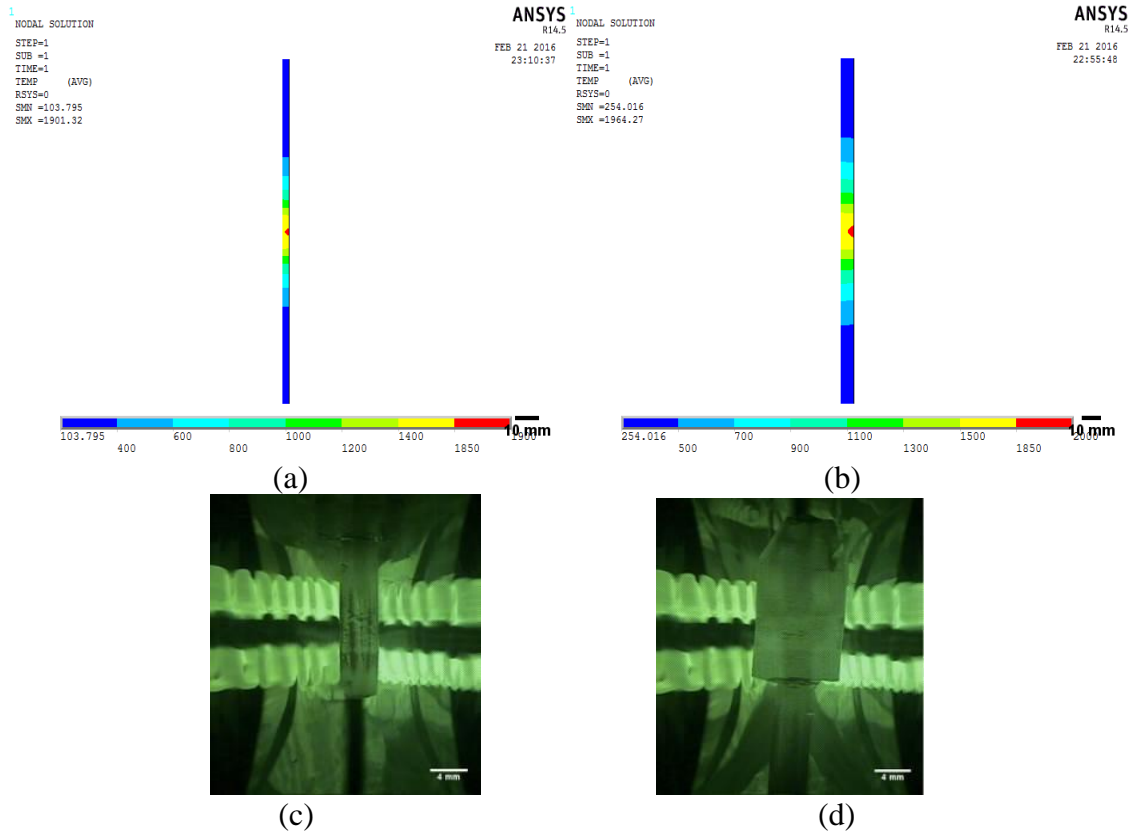 1
NODAL SOLUTION
STEP=1
SUB =1
TIME=1
TEMP (AVG)
RSYS=0
SMN =103.795
SMX =1901.32
ANSYS
R14.5
FEB 21 2016
23:10:37
103.795 600 1000 1400 1900
400 800 1200 1850
10 mm
(a)
1
NODAL SOLUTION
STEP=1
SUB =1
TIME=1
TEMP (AVG)
RSYS=0
SMN =254.016
SMX =1964.27
ANSYS
R14.5
FEB 21 2016
22:55:48
254.016 700 1100 1500 2000
500 900 1300 1850
10 mm
(b)
4 mm
(c)
4 mm
(d)